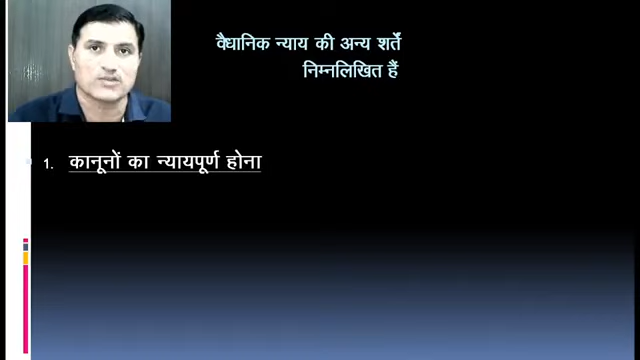 वैधानिक न्याय की अन्य शर्तें
निम्नलिखित हैं
1. कानूनों का न्यायपूर्ण होना